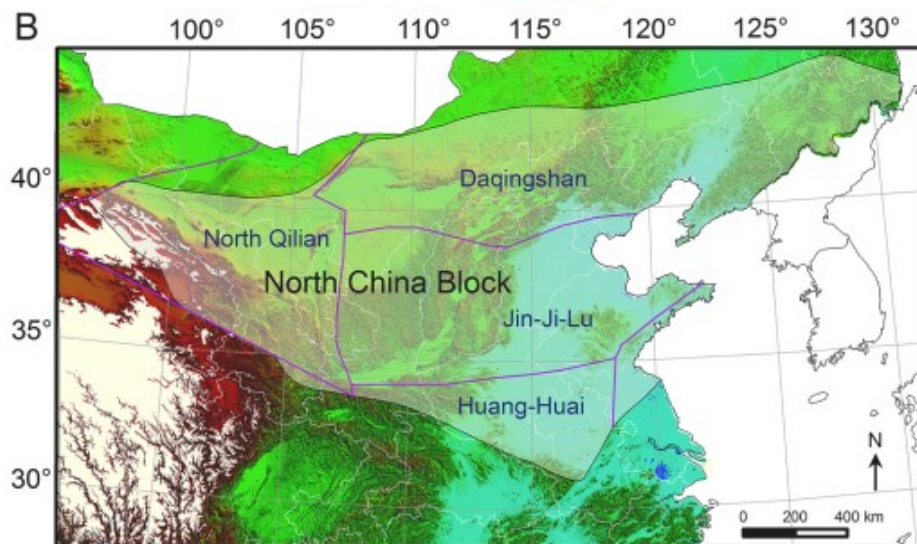 B
100° 105° 110° 115° 120° 125° 130°
40°
35°
30°
Daqingshan
North Qilian
North China Block
Jin-Ji-Lu
Huang-Huai
N
0 200 400 km